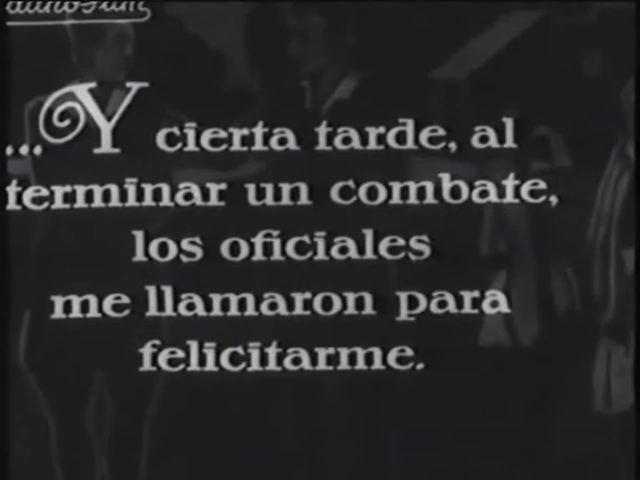 ...Y cierta tarde, al
terminar un combate,
los oficiales
me llamaron para
felicitarme.